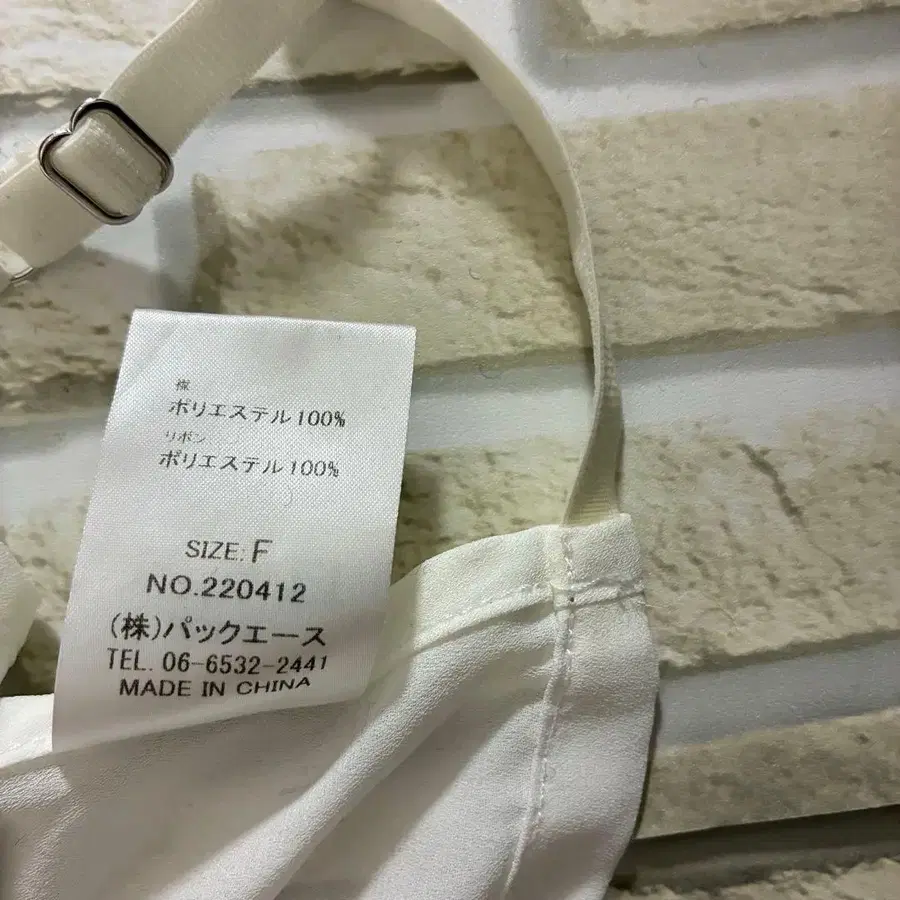 襟
ポリエステル100%
リボン
ポリエステル100%
SIZE: F
NO.220412
(株)パックエース
TEL. 06-6532-2441
MADE IN CHINA